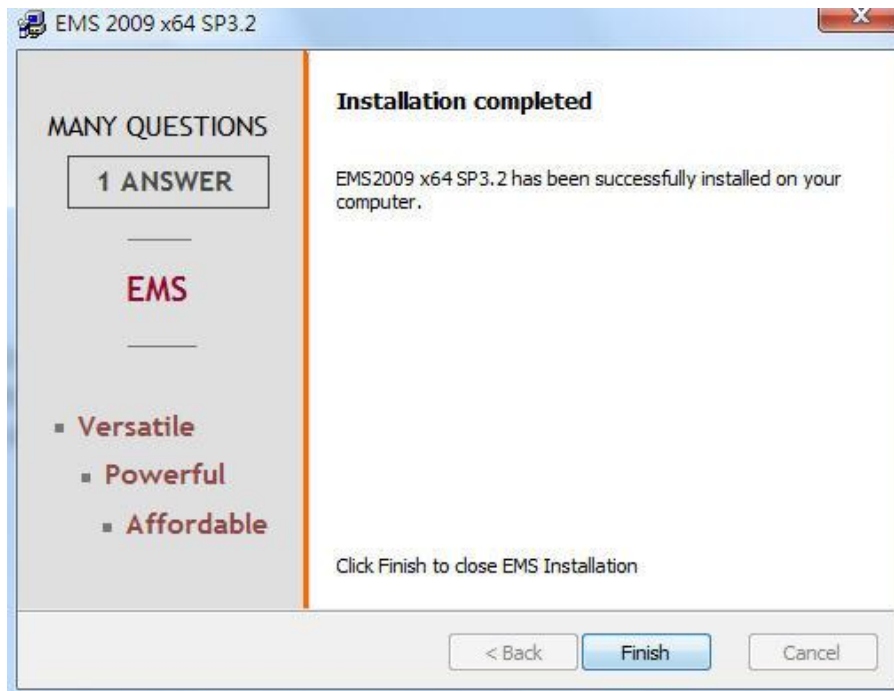 EMS 2009 x64 SP3.2
MANY QUESTIONS
1 ANSWER
EMS
Versatile
Powerful
Affordable
Installation completed
EMS2009 x64 SP3.2 has been successfully installed on your
computer.
Click Finish to close EMS Installation
< Back
Finish
Cancel